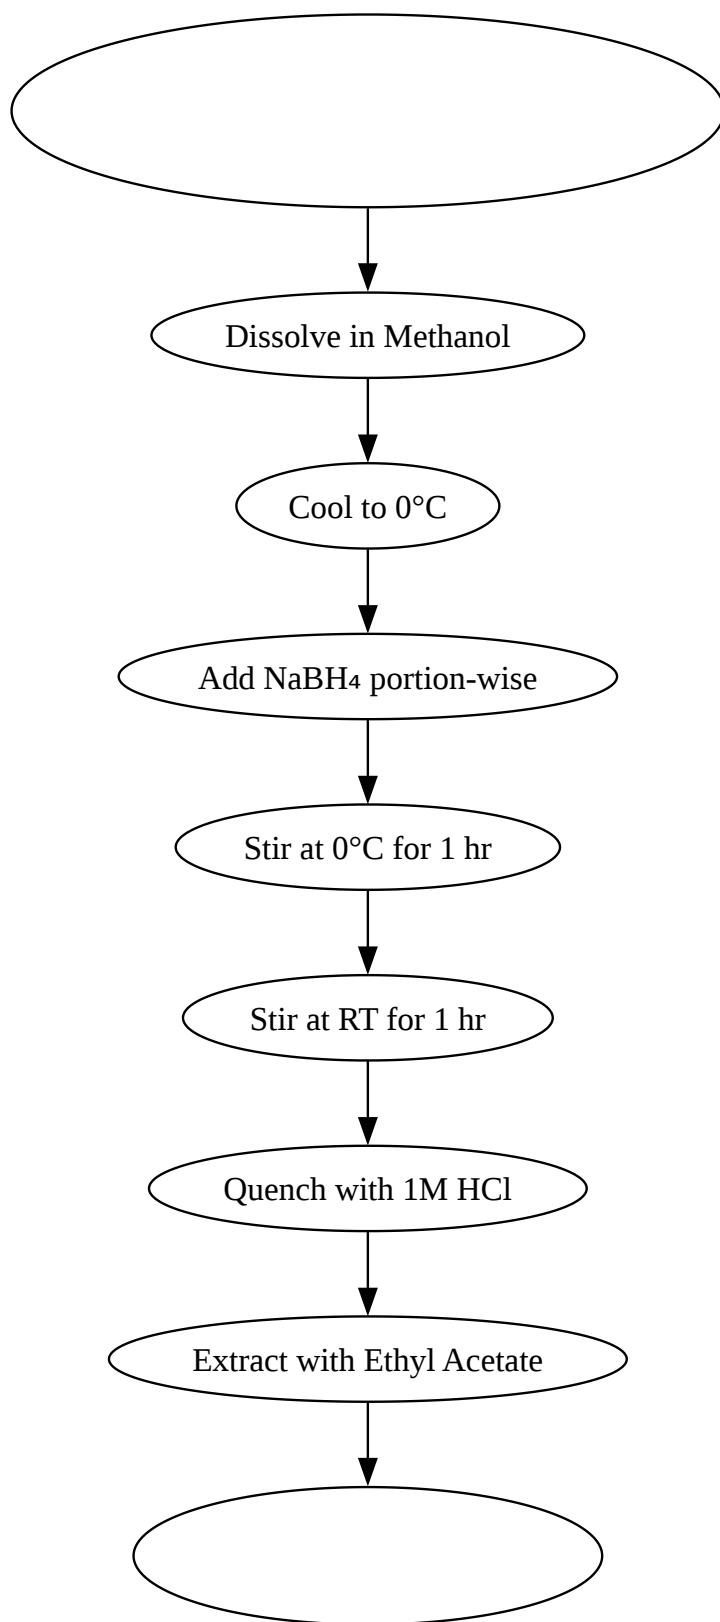 Dissolve in Methanol
Cool to 0°C
Add NaBH₄ portion-wise
Stir at 0°C for 1 hr
Stir at RT for 1 hr
Quench with 1M HCl
Extract with Ethyl Acetate